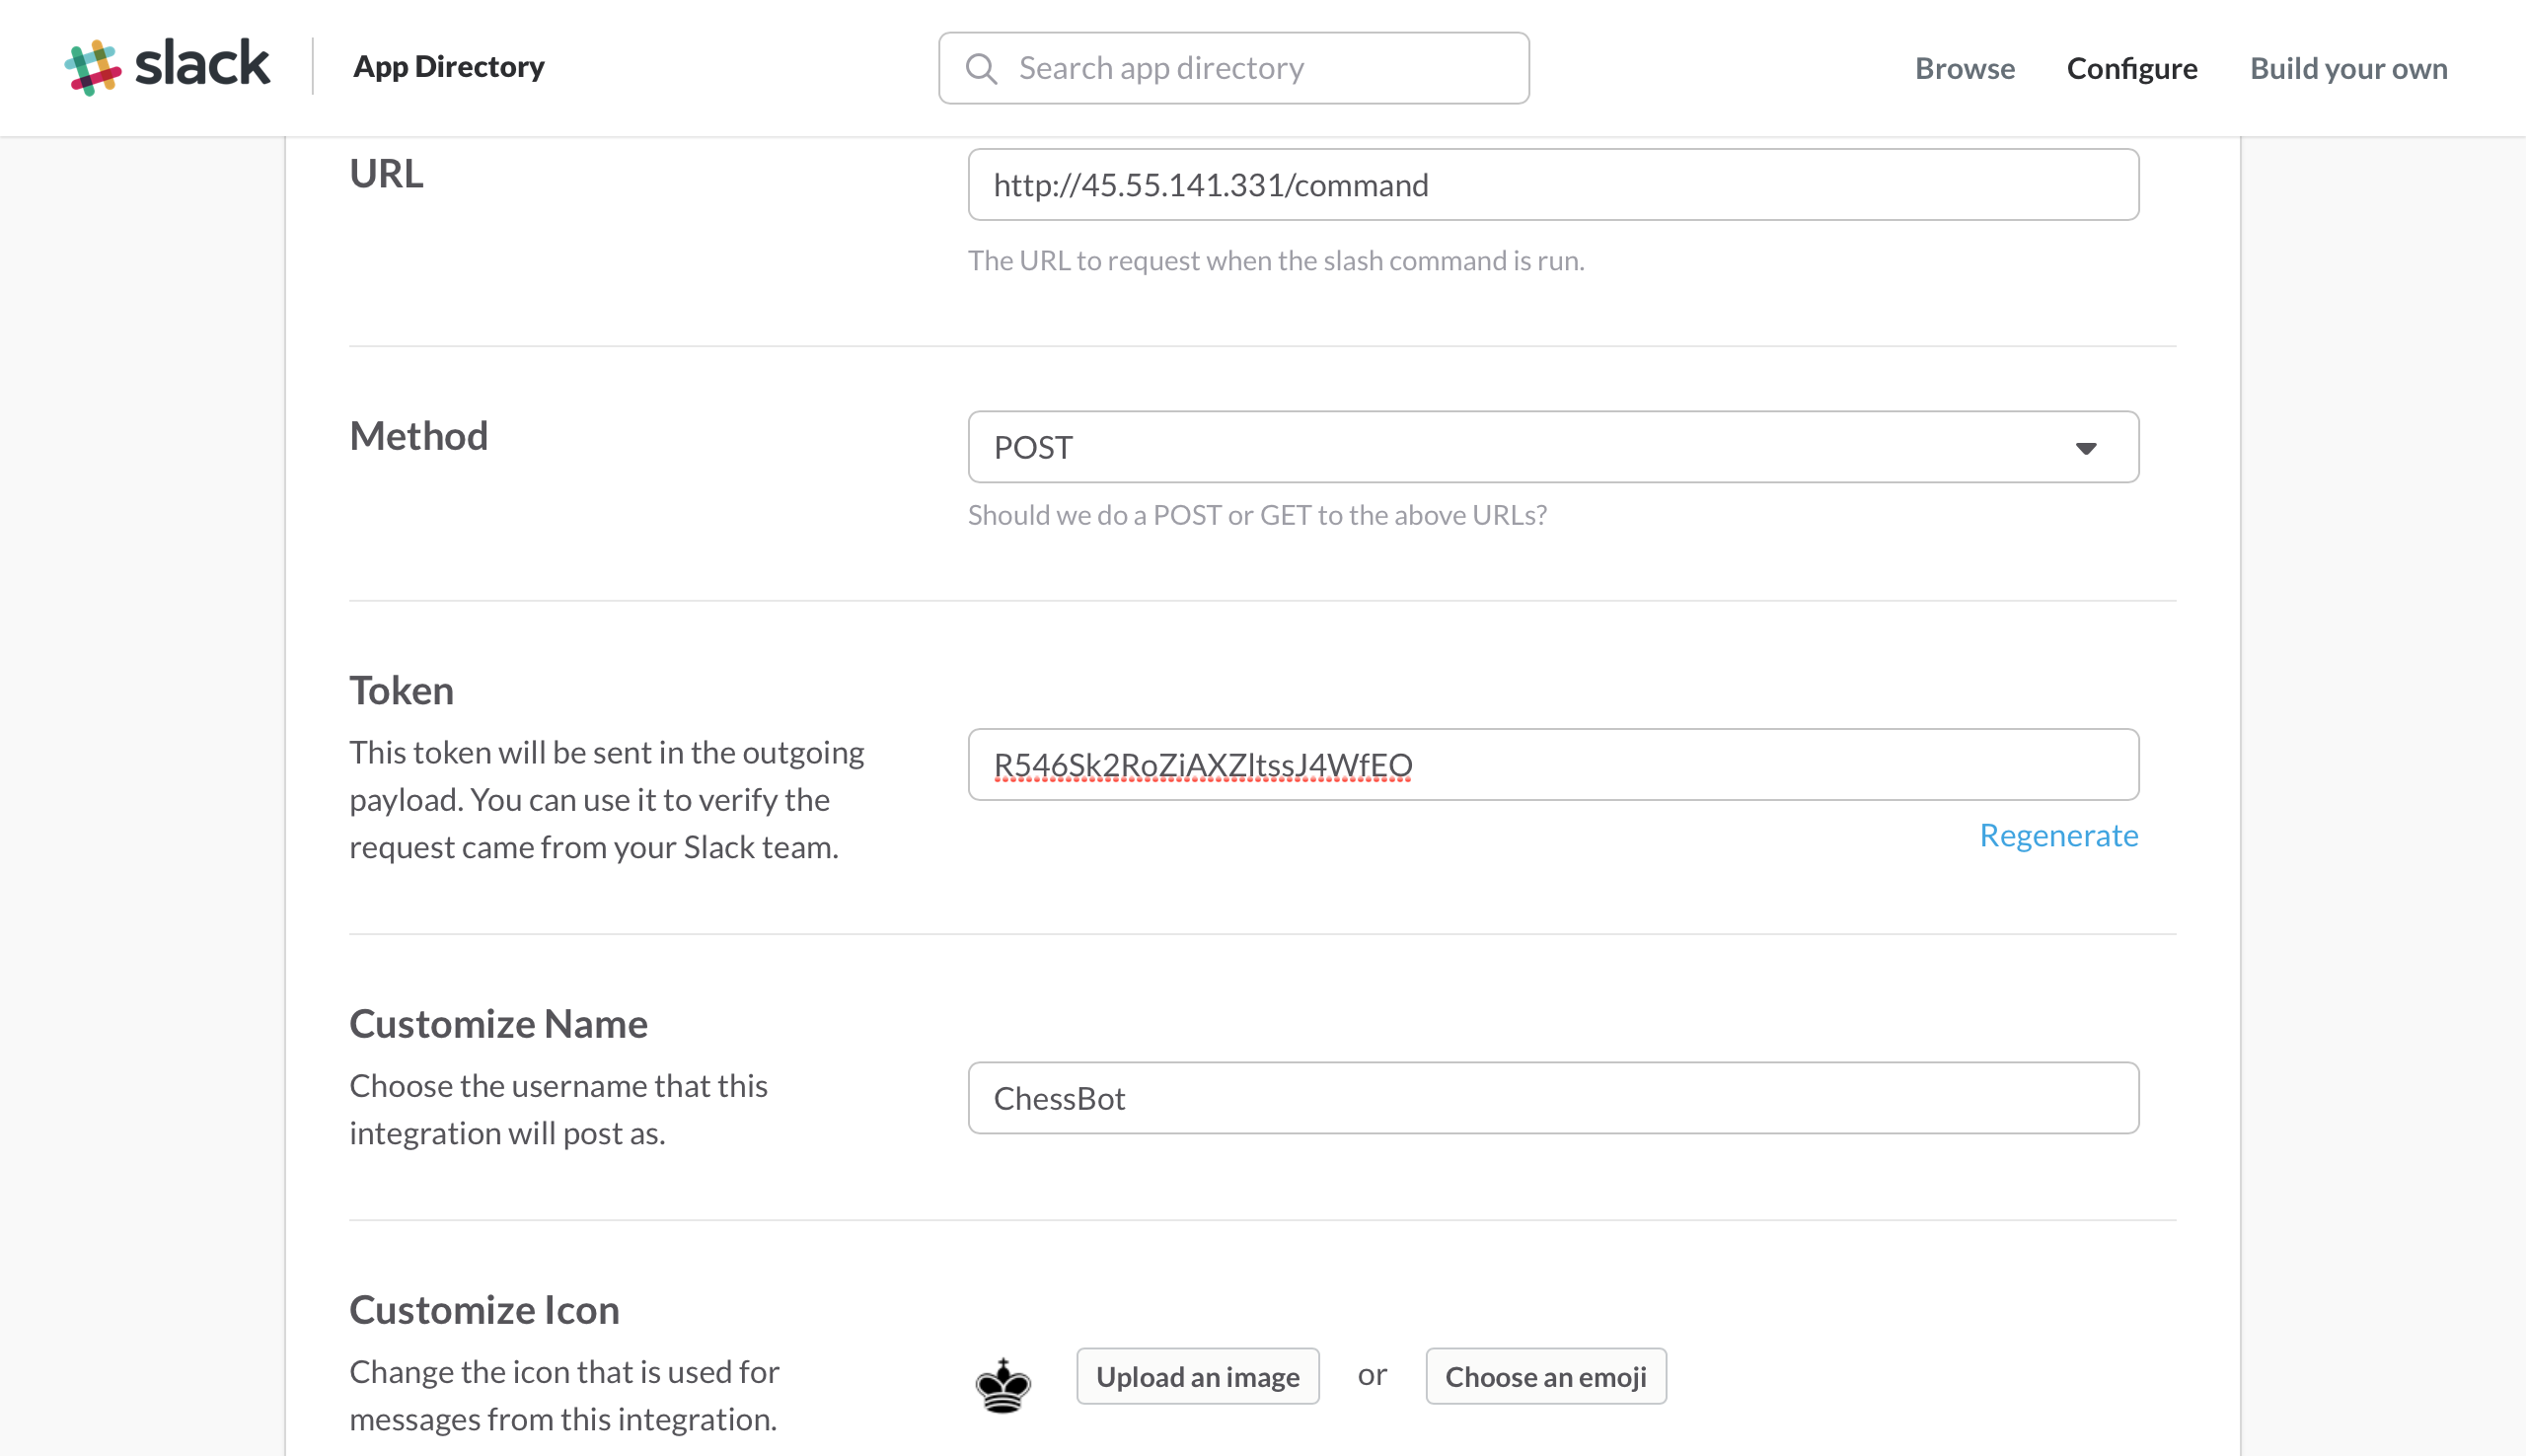 slack App Directory Search app directory Browse Configure Build your own
URL http://45.55.141.331/command
The URL to request when the slash command is run.
Method POST
Should we do a POST or GET to the above URLs?
Token
This token will be sent in the outgoing
payload. You can use it to verify the
request came from your Slack team.
R546Sk2RoZiAXZltssJ4WfEO
Regenerate
Customize Name
Choose the username that this
integration will post as.
ChessBot
Customize Icon
Change the icon that is used for
messages from this integration.
Upload an image or Choose an emoji